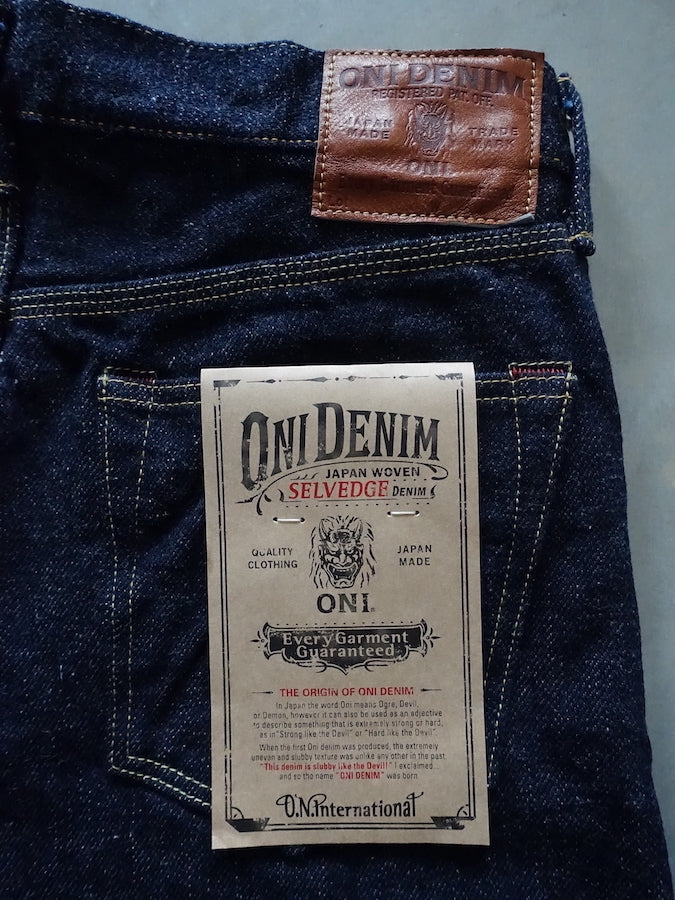 ONI DENIM
REGISTERED PAT. OFF.
JAPAN MADE
TRADE MARK
ONI
ONI DENIM
JAPAN WOVEN
SELVEDGE DENIM
QUALITY CLOTHING
JAPAN MADE
ONI
Every Garment
Guaranteed
THE ORIGIN OF ONI DENIM
In Japan the word Oni means Ogre, Devil,
or Demon, however it can also be used as an adjective
to describe something that is extremely strong or hard,
as in "Strong like the Devil" or "Hard like the Devil".
When the first Oni denim was produced, the extremely
uneven and slubby texture was unlike any other in the past.
"This denim is slubby like the Devil!" I exclaimed...
and so the name "ONI DENIM" was born.
O.N.International